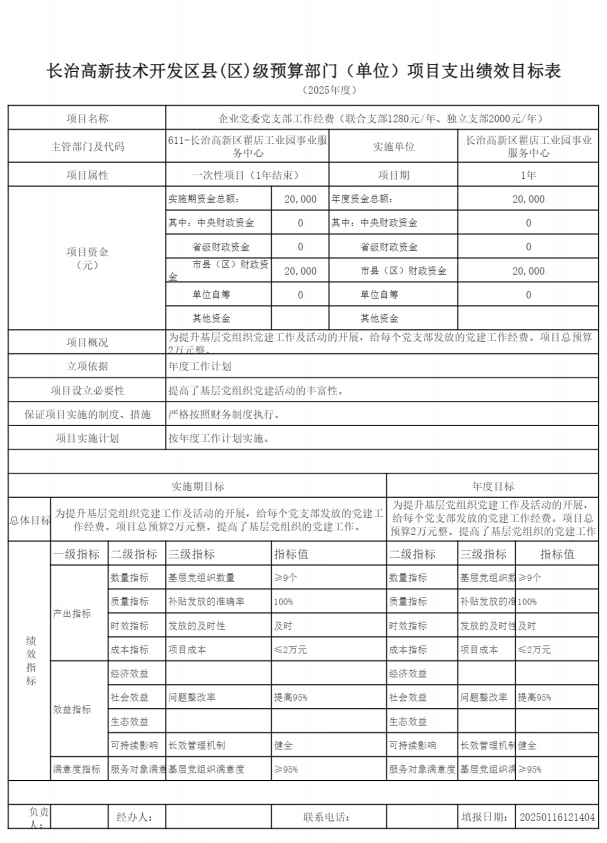 长治高新技术开发区县(区)级预算部门（单位）项目支出绩效目标表
（2025年度）
项目名称 企业党委党支部工作经费（联合支部1280元/年、独立支部2000元/年）
主管部门及代码 611-长治高新区翟店工业园事业服务中心 实施单位 长治高新区翟店工业园事业服务中心
项目属性 一次性项目（1年结束） 项目期 1年
项目资金（元） 实施期资金总额: 20,000 年度资金总额: 20,000
其中: 中央财政资金 0 其中: 中央财政资金 0
省级财政资金 0 省级财政资金 0
市县（区）财政资金 20,000 市县（区）财政资金 20,000
单位自筹 0 单位自筹 0
其他资金 其他资金
项目概况 为提升基层党组织党建工作及活动的开展，给每个党支部发放的党建工作经费。项目总预算
2万元整。
立项依据 年度工作计划
项目设立必要性 提高了基层党组织党建活动的丰富性。
保证项目实施的制度、措施 严格按照财务制度执行。
项目实施计划 按年度工作计划实施。
实施期目标 年度目标
总体目标 为提升基层党组织党建工作及活动的开展，给每个党支部发放的党建工作经费。项目总预算2万元整。提高了基层党组织的党建工作。 为提升基层党组织党建工作及活动的开展，给每个党支部发放的党建工作经费。项目总预算2万元整。提高了基层党组织的党建工作
绩效指标 一级指标 二级指标 三级指标 指标值 二级指标 三级指标 指标值
产出指标 数量指标 基层党组织数量 ≥9个 数量指标 基层党组织数 ≥9个
质量指标 补贴发放的准确率 100% 质量指标 补贴发放的准 100%
时效指标 发放的及时性 及时 时效指标 发放的及时性 及时
成本指标 项目成本 ≤2万元 成本指标 项目成本 ≤2万元
效益指标 经济效益 经济效益
社会效益 问题整改率 提高95% 社会效益 问题整改率 提高95%
生态效益 生态效益
可持续影响 长效管理机制 健全 可持续影响 长效管理机制 健全
满意度指标 服务对象满意 基层党组织满意度 ≥95% 服务对象满意度 基层党组织满 ≥95%
负责人: 经办人: 联系电话: 填报日期: 20250116121404